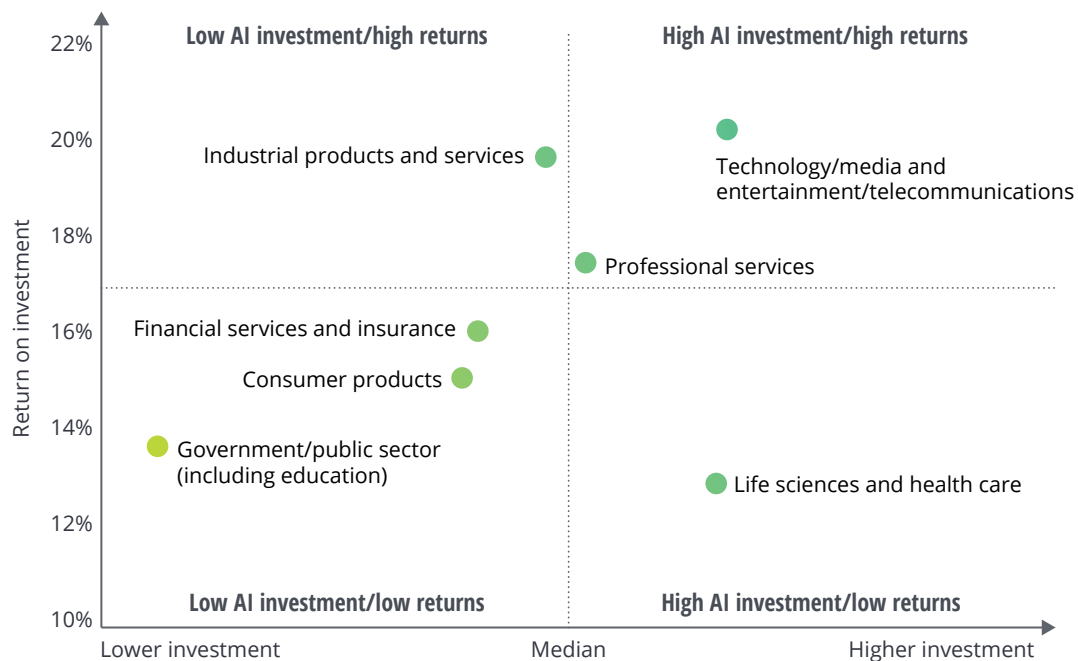 22%
Low AI investment/high returns
High AI investment/high returns
20%
Industrial products and services
Technology/media and
entertainment/telecommunications
18%
Professional services
Return on investment
16%
Financial services and insurance
Consumer products
14%
Government/public sector
(including education)
Life sciences and health care
12%
10%
Low AI investment/low returns
High AI investment/low returns
Lower investment
Median
Higher investment